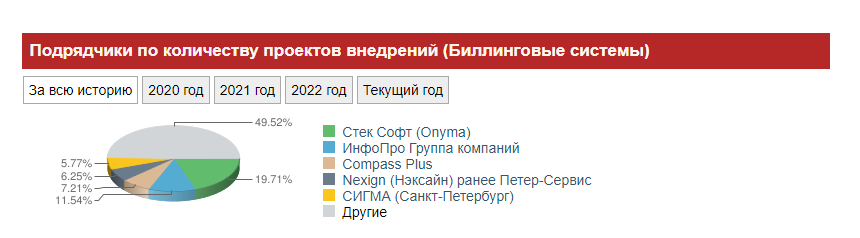 Подрядчики по количеству проектов внедрений (Биллинговые системы)
За всю историю 2020 год 2021 год 2022 год Текущий год
49.52%
5.77%
6.25%
7.21%
11.54%
19.71%
Стек Софт (Onyma)
ИнфоПро Группа компаний
Compass Plus
Nexign (Нэксайн) ранее Петер-Сервис
СИГМА (Санкт-Петербург)
Другие